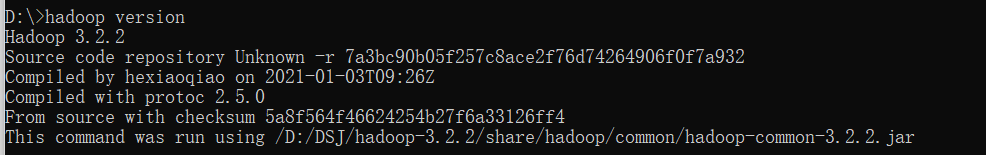 D:\>hadoop version
Hadoop 3.2.2
Source code repository Unknown -r 7a3bc90b05f257c8ace2f76d74264906f0f7a932
Compiled by hexiaoqiao on 2021-01-03T09:26Z
Compiled with protoc 2.5.0
From source with checksum 5a8f564f46624254b27f6a33126ff4
This command was run using /D:/DSJ/hadoop-3.2.2/share/hadoop/common/hadoop-common-3.2.2.jar